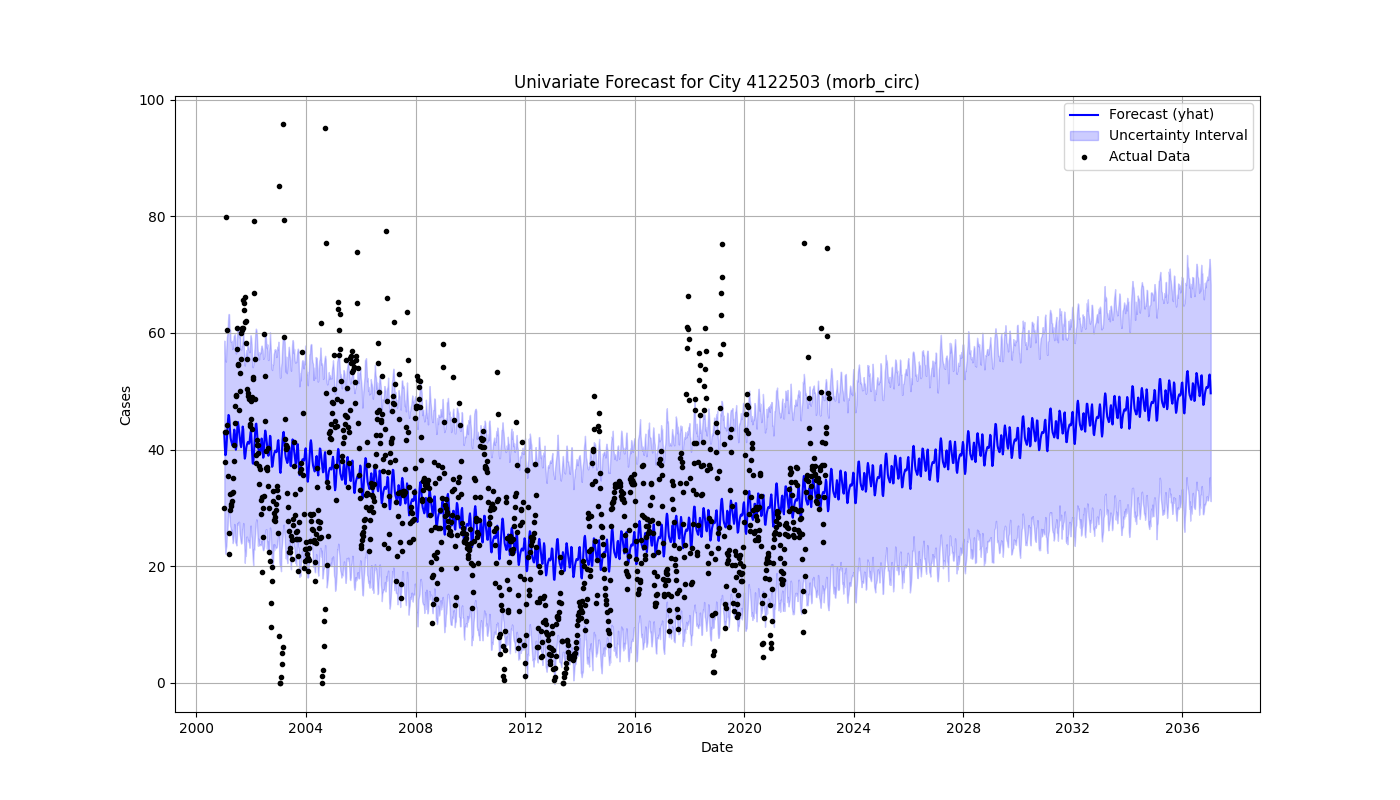 Univariate Forecast for City 4122503 (morb_circ)
Forecast (yhat)
Uncertainty Interval
Actual Data
100
80
60
40
20
0
Cases
2000 2004 2008 2012 2016 2020 2024 2028 2032 2036
Date